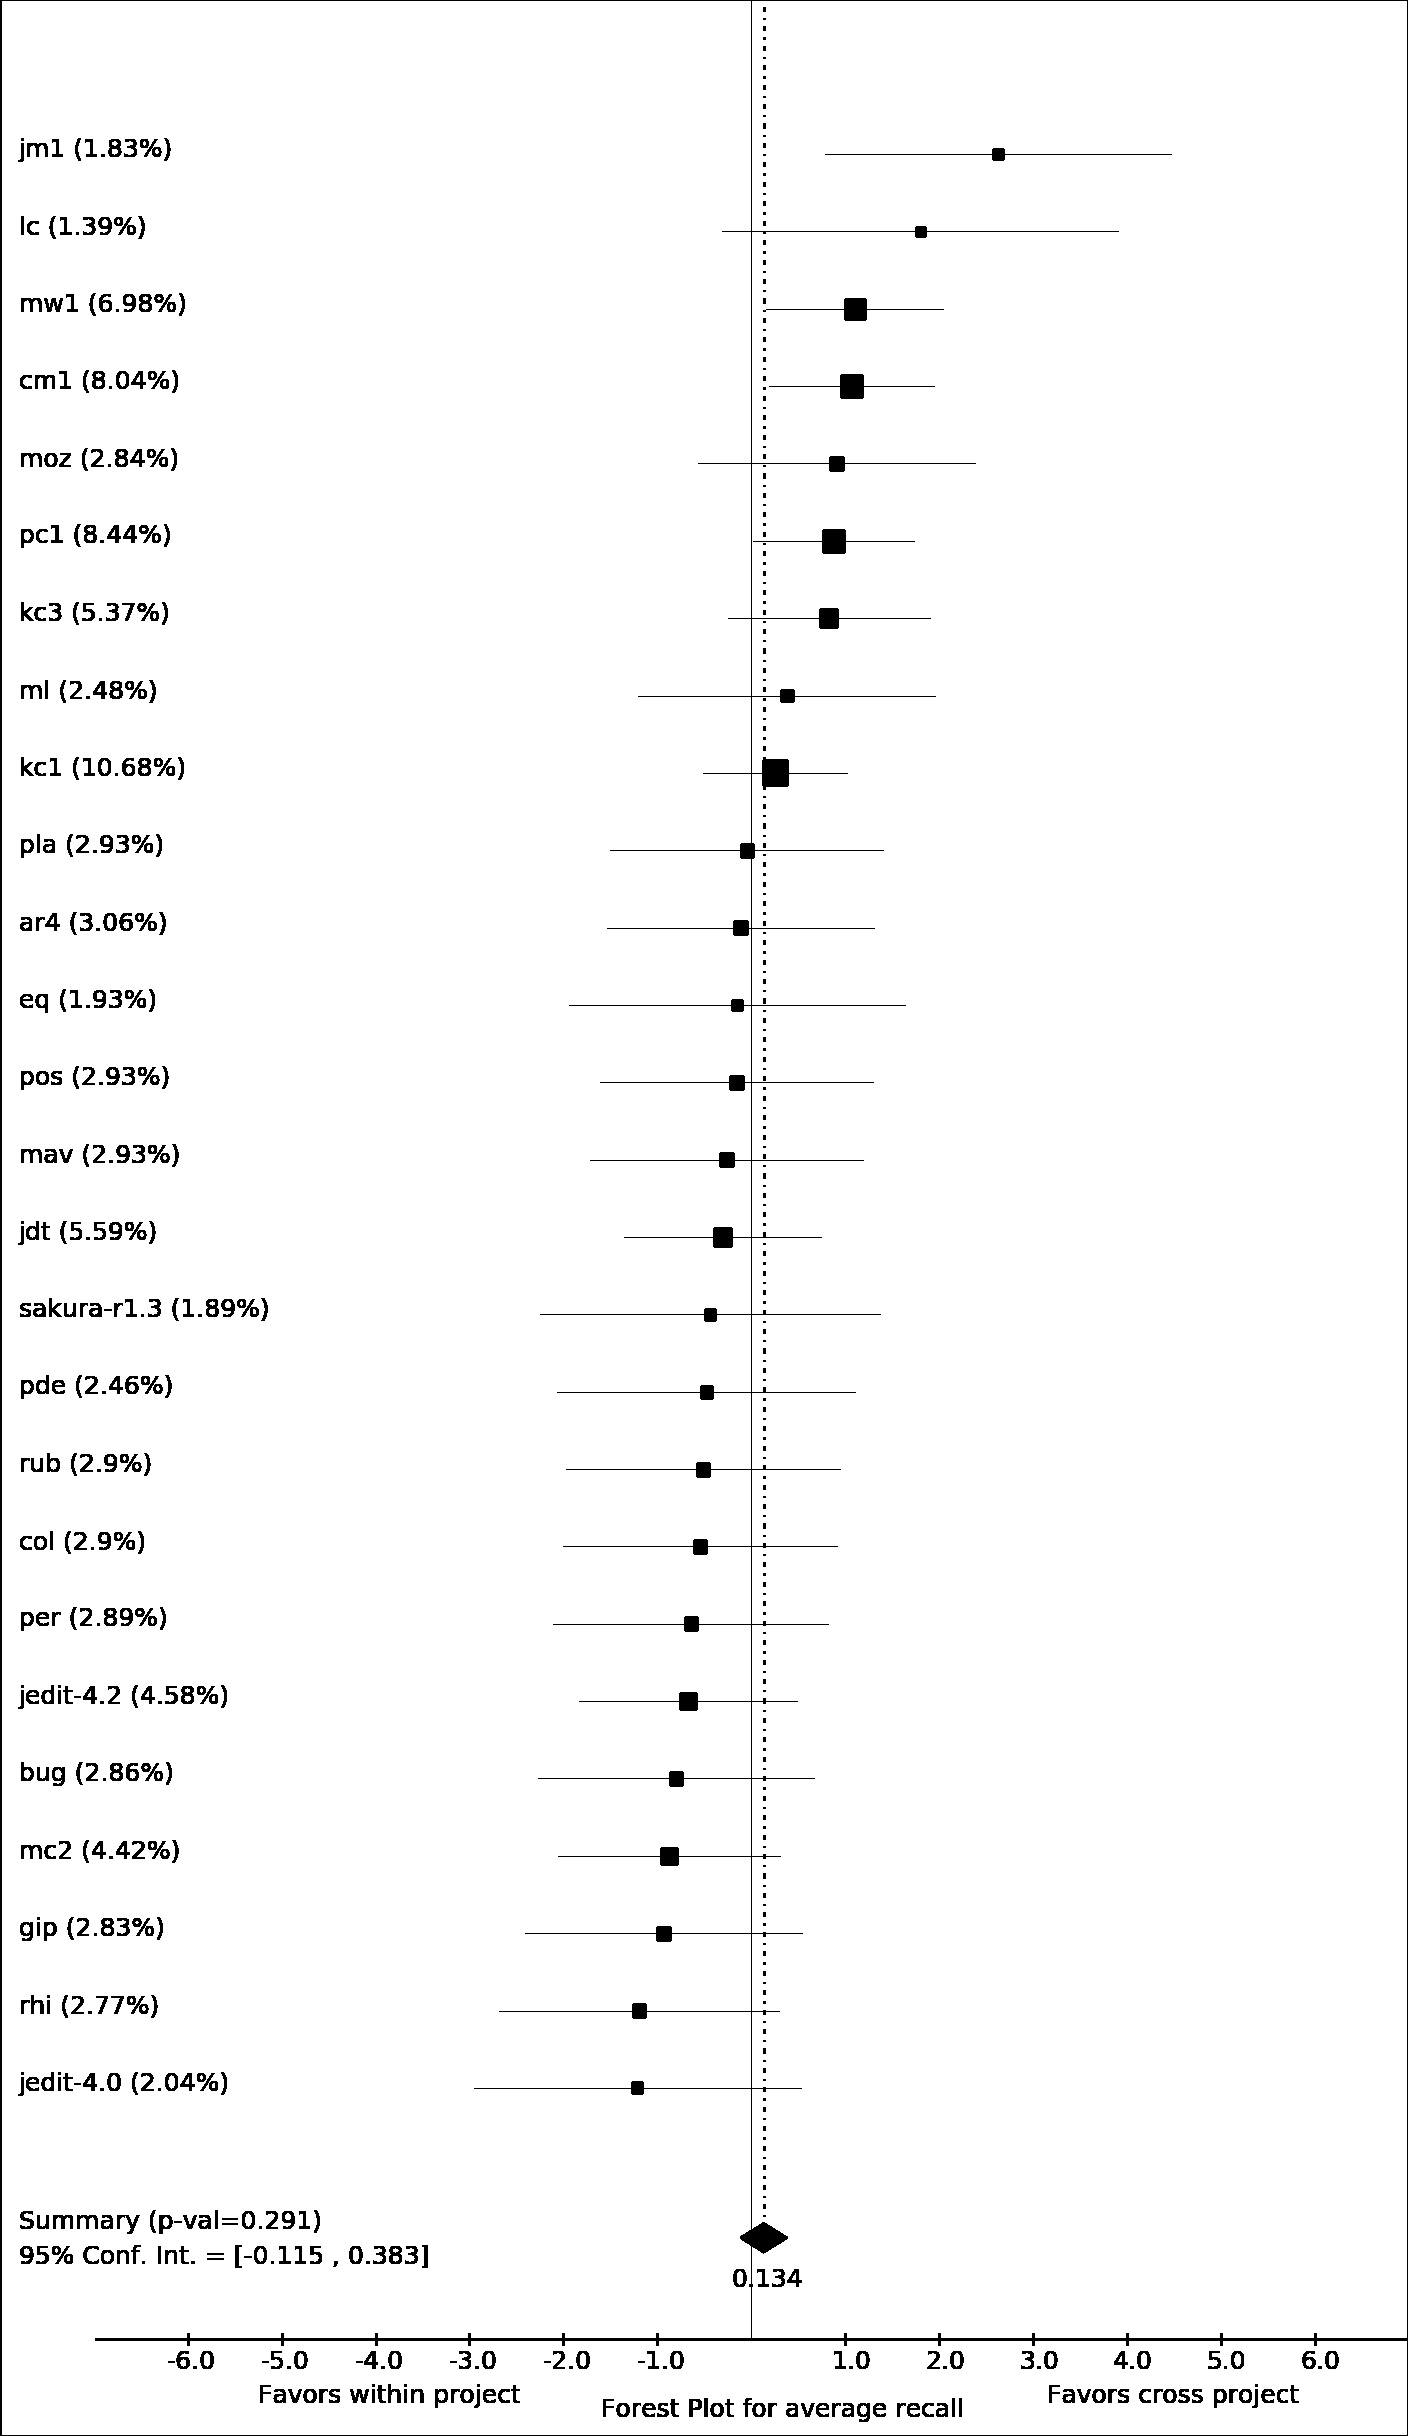 jm1 (1.83%)
lc (1.39%)
mw1 (6.98%)
cm1 (8.04%)
moz (2.84%)
pc1 (8.44%)
kc3 (5.37%)
ml (2.48%)
kc1 (10.68%)
pla (2.93%)
ar4 (3.06%)
eq (1.93%)
pos (2.93%)
mav (2.93%)
jdt (5.59%)
sakura-r1.3 (1.89%)
pde (2.46%)
rub (2.9%)
col (2.9%)
per (2.89%)
jedit-4.2 (4.58%)
bug (2.86%)
mc2 (4.42%)
gip (2.83%)
rhi (2.77%)
jedit-4.0 (2.04%)
Summary (p-val=0.291)
95% Conf. Int. = [-0.115 , 0.383]
0.134
-6.0 -5.0 -4.0 -3.0 -2.0 -1.0 1.0 2.0 3.0 4.0 5.0 6.0
Favors within project Favors cross project
Forest Plot for average recall